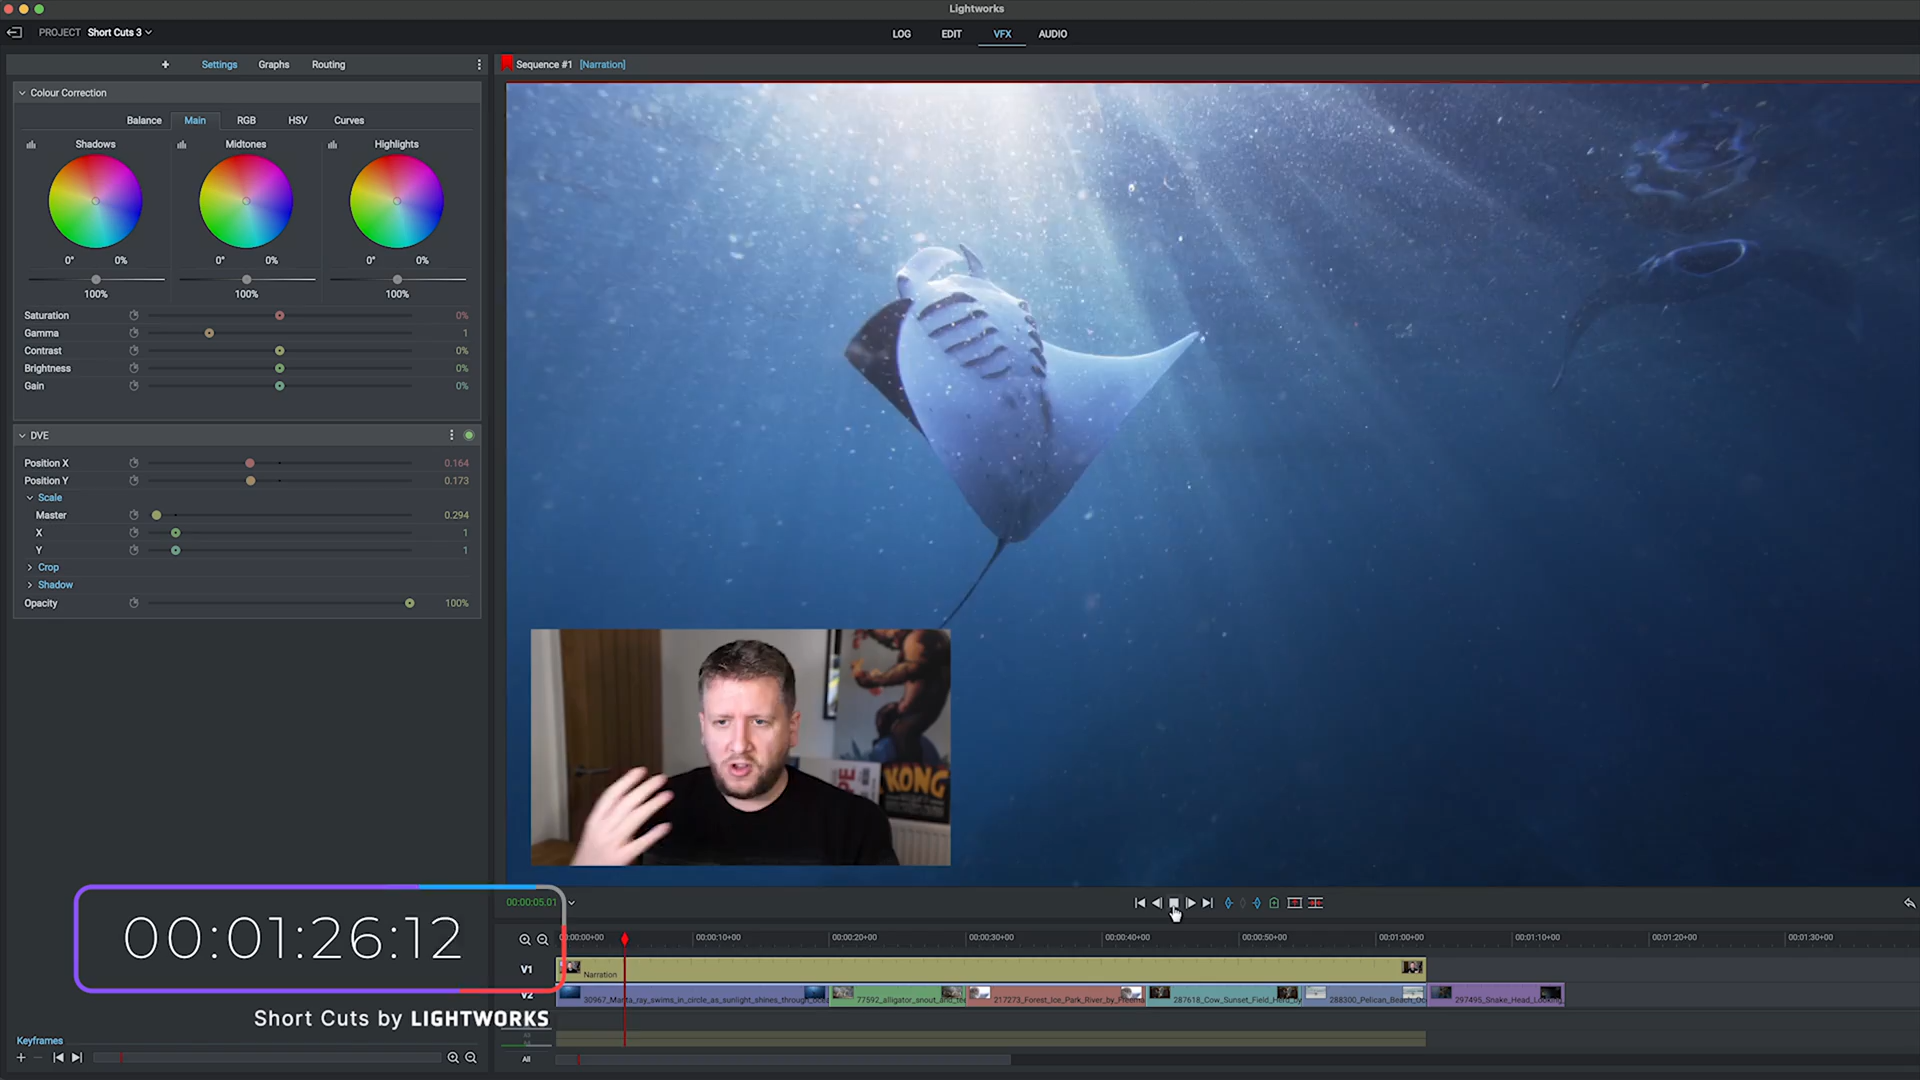 Lightworks
PROJECT Short Cuts 3
LOG EDIT VFX AUDIO
+ Settings Graphs Routing
Sequence #1 [Narration]
Colour Correction
Balance Main RGB HSV Curves
Shadows Midtones Highlights
0° 0% 0° 0% 0° 0%
100% 100% 100%
Saturation 0%
Gamma 1
Contrast 0%
Brightness 0%
Gain 0%
DVE
Position X 0.164
Position Y 0.173
Scale
Master 0.294
X 1
Y 1
Crop
Shadow
Opacity 100%
KONG
00:00:05.01
00:01:26:12
Short Cuts by LIGHTWORKS
00:00:00+00 00:00:10+00 00:00:20+00 00:00:30+00 00:00:40+00 00:00:50+00 00:01:00+00 00:01:10+00 00:01:20+00 00:01:30+00
V1 Narration
V2 30967_Manta_ray_swims_in_circle_as_sunlight_shines_through 77592_alligator_snout_and 217273_Forest_Ice_Park_River_by 287618_Cow_Sunset_Field_Herd_by 288300_Pelican_Beach 297495_Snake_Head
All
Keyframes